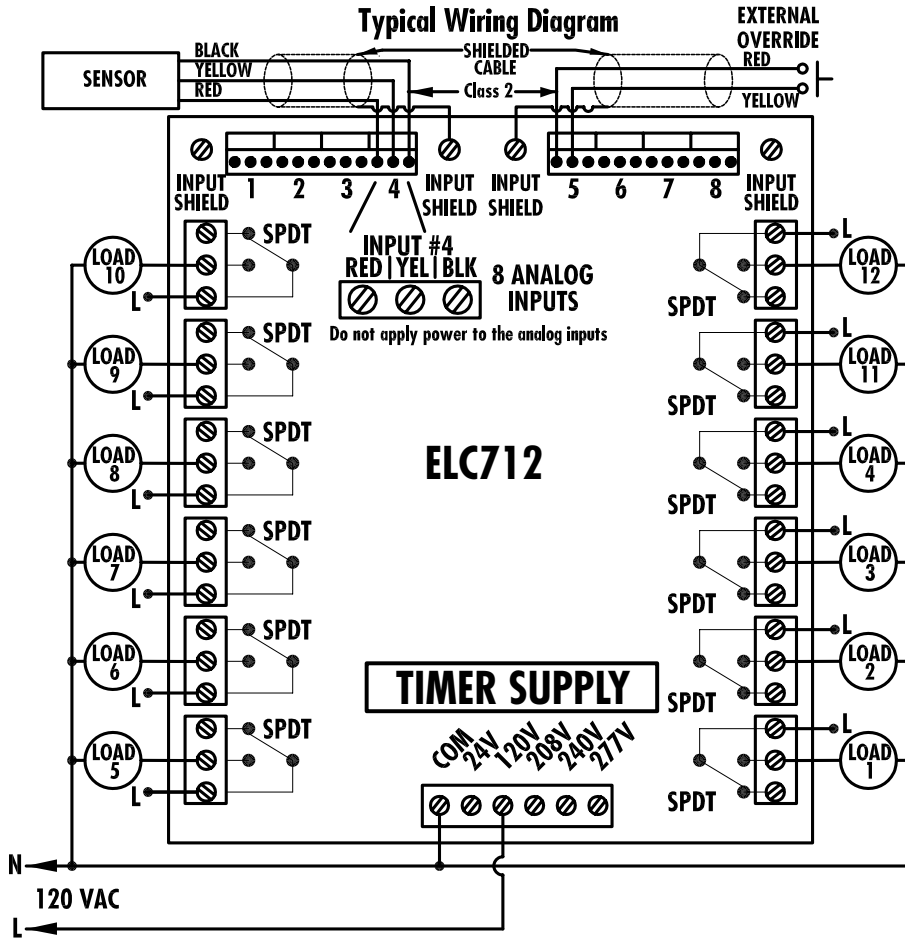 Typical Wiring Diagram
EXTERNAL
OVERRIDE
SENSOR
BLACK
YELLOW
RED
SHIELDED
CABLE
Class 2
RED
YELLOW
INPUT
SHIELD
1 2 3 4
INPUT
SHIELD
INPUT
SHIELD
5 6 7 8
INPUT
SHIELD
INPUT #4
RED | YEL | BLK
8 ANALOG
INPUTS
Do not apply power to the analog inputs
LOAD
10
L
SPDT
LOAD
9
L
SPDT
LOAD
8
L
SPDT
LOAD
7
L
SPDT
LOAD
6
L
SPDT
LOAD
5
L
SPDT
ELC712
L
LOAD
12
SPDT
L
LOAD
11
SPDT
L
LOAD
4
SPDT
L
LOAD
3
SPDT
L
LOAD
2
SPDT
L
LOAD
1
SPDT
TIMER SUPPLY
COM
24V
120V
208V
240V
277V
N
120 VAC
L